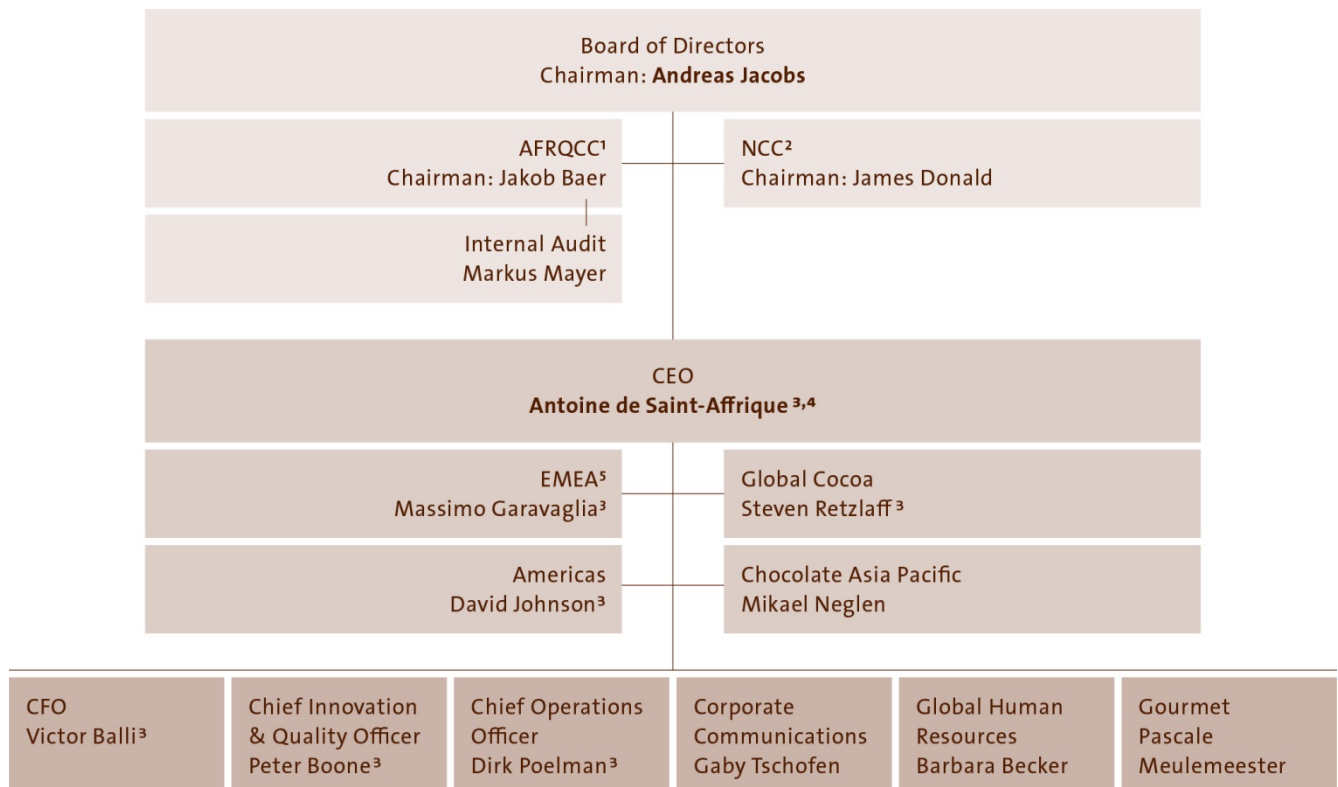 Board of Directors
Chairman: Andreas Jacobs
AFRQCC¹
Chairman: Jakob Baer
NCC²
Chairman: James Donald
Internal Audit
Markus Mayer
CEO
Antoine de Saint-Affrique ³,⁴
EMEA⁵
Massimo Garavaglia³
Global Cocoa
Steven Retzlaff ³
Americas
David Johnson³
Chocolate Asia Pacific
Mikael Neglen
CFO
Victor Balli³
Chief Innovation
& Quality Officer
Peter Boone³
Chief Operations
Officer
Dirk Poelman³
Corporate
Communications
Gaby Tschofen
Global Human
Resources
Barbara Becker
Gourmet
Pascale
Meulemeester